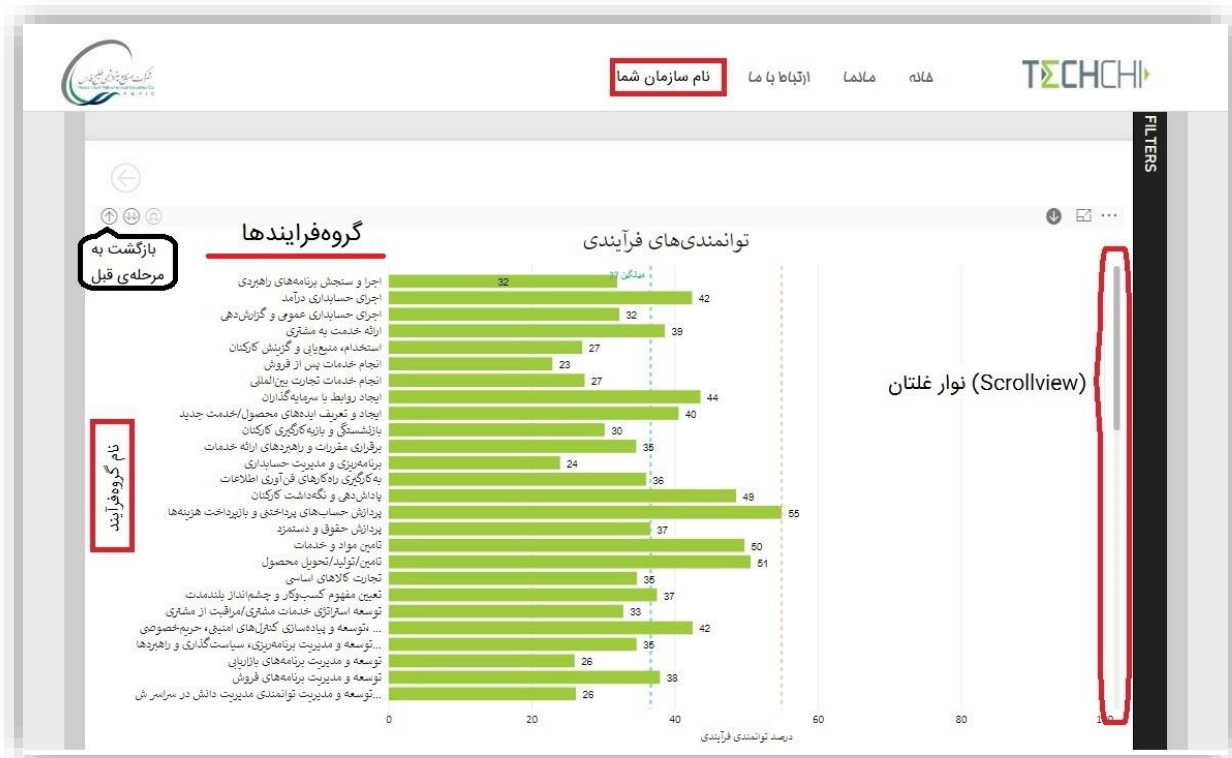 TECHCHI
خانه مانما ارتباط با ما نام سازمان شما
FILTERS
گروه‌فرایندها
بازگشت به
مرحله‌ی قبل
توانمندی‌های فرآیندی
میانگین 37
اجرا و سنجش برنامه‌های راهبردی 32
اجرای حسابداری درآمد 42
اجرای حسابداری عمومی و گزارش‌دهی 32
ارائه خدمت به مشتری 39
استخدام، منبع‌یابی و گزینش کارکنان 27
انجام خدمات پس از فروش 23
انجام خدمات تجارت بین‌المللی 27
ایجاد روابط با سرمایه‌گذاران 44
ایجاد و تعریف ایده‌های محصول/خدمت جدید 40
بازنشستگی و بازبه‌کارگیری کارکنان 30
برقراری مقررات و راهبردهای ارائه خدمات 35
برنامه‌ریزی و مدیریت حسابداری 24
به‌کارگیری راه‌کارهای فن‌آوری اطلاعات 36
پاداش‌دهی و نگه‌داشت کارکنان 49
پردازش حساب‌های پرداختنی و بازپرداخت هزینه‌ها 55
پردازش حقوق و دستمزد 37
تامین مواد و خدمات 50
تامین/تولید/تحویل محصول 51
تجارت کالاهای اساسی 35
تعیین مفهوم کسب‌وکار و چشم‌انداز بلندمدت 37
توسعه استراتژی خدمات مشتری/مراقبت از مشتری 33
توسعه و پیاده‌سازی کنترل‌های امنیتی، حریم‌خصوصی، ... 42
توسعه و مدیریت برنامه‌ریزی، سیاست‌گذاری و راهبردها... 35
توسعه و مدیریت برنامه‌های بازاریابی 26
توسعه و مدیریت برنامه‌های فروش 38
توسعه و مدیریت توانمندی مدیریت دانش در سراسر ش... 26
نام گروه‌فرآیند
نوار غلتان (Scrollview)
0 20 40 60 80 100
درصد توانمندی فرآیندی